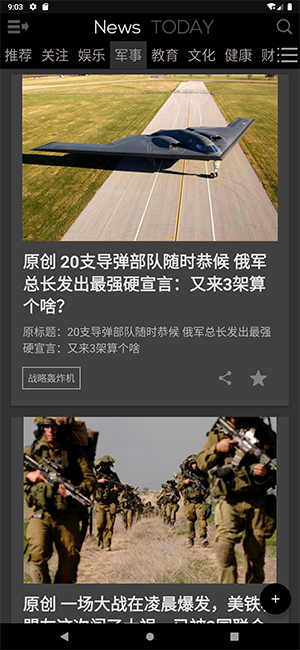 9:03
News TODAY
推荐 关注 娱乐 军事 教育 文化 健康 财
原创 20支导弹部队随时恭候 俄军
总长发出最强硬宣言：又来3架算
个啥？
原标题：20支导弹部队随时恭候 俄军总长发出最强
硬宣言：又来3架算个啥
战略轰炸机
原创 一场大战在凌晨爆发，美铁